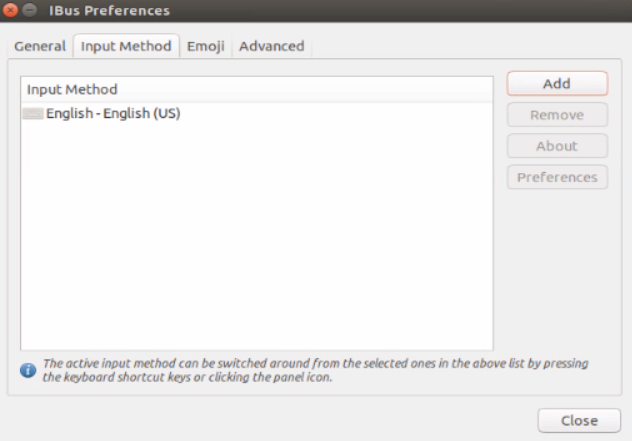 IBus Preferences
General Input Method Emoji Advanced
Input Method
Add
English - English (US)
Remove
About
Preferences
The active input method can be switched around from the selected ones in the above list by pressing
the keyboard shortcut keys or clicking the panel icon.
Close